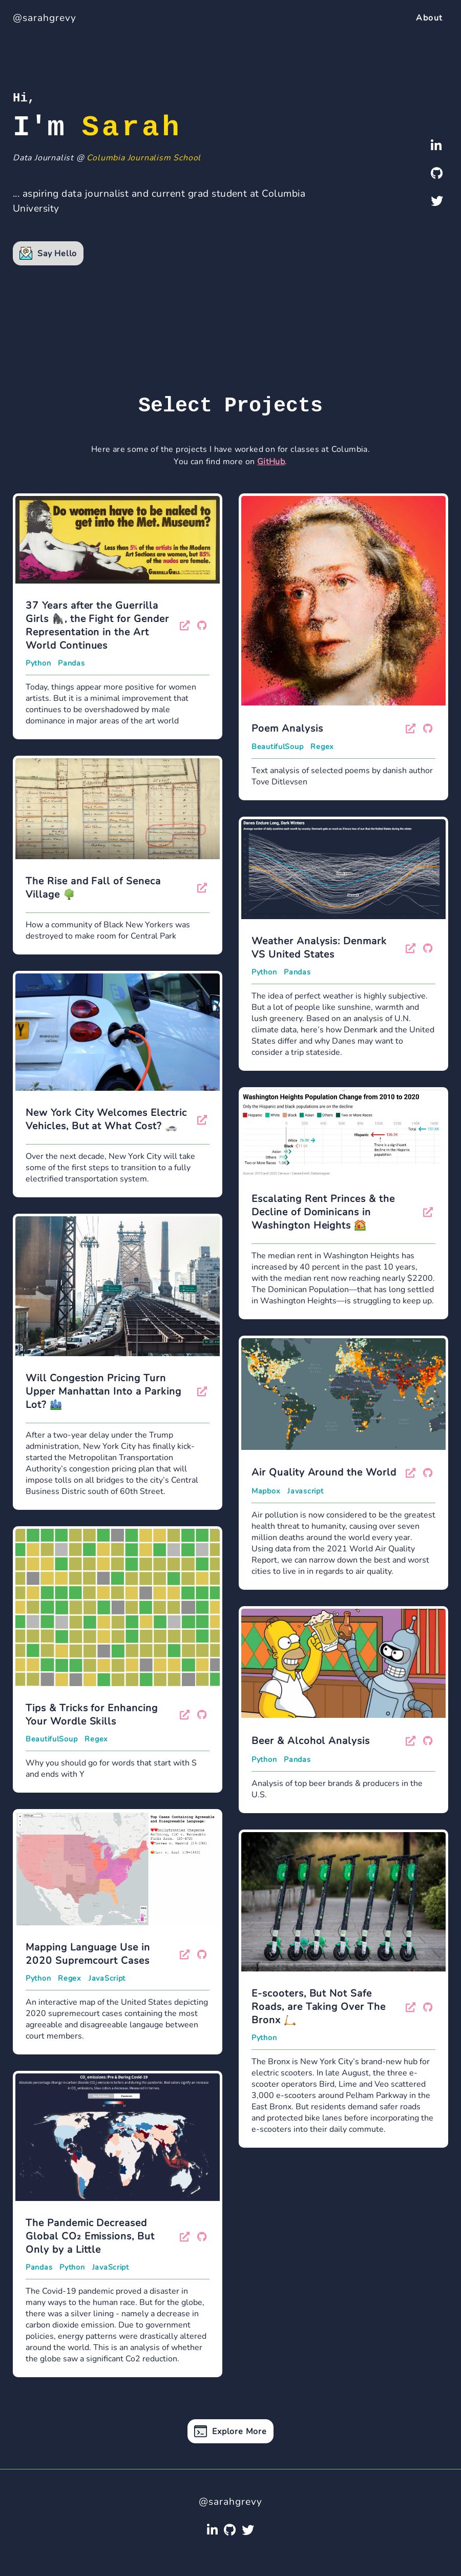 @sarahgrevy
About
Hi,
I'm Sarah
Data Journalist @ Columbia Journalism School
... aspiring data journalist and current grad student at Columbia
University
Say Hello
Select Projects
Here are some of the projects I have worked on for classes at Columbia.
You can find more on GitHub.
Do women have to be naked to
get into the Met. Museum?
Less than 5% of the artists in the Modern
Art Sections are women, but 85%
of the nudes are female.
37 Years after the Guerrilla
Girls 🦍, the Fight for Gender
Representation in the Art
World Continues
Python Pandas
Today, things appear more positive for women
artists. But it is a minimal improvement that
continues to be overshadowed by male
dominance in major areas of the art world
The Rise and Fall of Seneca
Village 🌳
How a community of Black New Yorkers was
destroyed to make room for Central Park
New York City Welcomes Electric
Vehicles, But at What Cost? 🚗
Over the next decade, New York City will take
some of the first steps to transition to a fully
electrified transportation system.
Will Congestion Pricing Turn
Upper Manhattan Into a Parking
Lot? 🏙️
After a two-year delay under the Trump
administration, New York City has finally kick-
started the Metropolitan Transportation
Authority's congestion pricing plan that will
impose tolls on all bridges to the city's Central
Business Distric south of 60th Street.
Tips & Tricks for Enhancing
Your Wordle Skills
BeautifulSoup Regex
Why you should go for words that start with S
and ends with Y
Top Cases Containing Agreeable
and Disagreeable Language:
Mapping Language Use in
2020 Supremcourt Cases
Python Regex JavaScript
An interactive map of the United States depicting
2020 supremecourt cases containing the most
agreeable and disagreeable langauge between
court members.
CO₂ emissions: Pre & During Covid-19
The Pandemic Decreased
Global CO₂ Emissions, But
Only by a Little
Pandas Python JavaScript
The Covid-19 pandemic proved a disaster in
many ways to the human race. But for the globe,
there was a silver lining - namely a decrease in
carbon dioxide emission. Due to government
policies, energy patterns were drastically altered
around the world. This is an analysis of whether
the globe saw a significant Co2 reduction.
Poem Analysis
BeautifulSoup Regex
Text analysis of selected poems by danish author
Tove Ditlevsen
Danes Endure Long, Dark Winters
Weather Analysis: Denmark
VS United States
Python Pandas
The idea of perfect weather is highly subjective.
But a lot of people like sunshine, warmth and
lush greenery. Based on an analysis of U.N.
climate data, here's how Denmark and the United
States differ and why Danes may want to
consider a trip stateside.
Washington Heights Population Change from 2010 to 2020
Only the Hispanic and Black populations are on the decline
Hispanic White Black Asian Others Two or More Races
Escalating Rent Princes & the
Decline of Dominicans in
Washington Heights 🏠
The median rent in Washington Heights has
increased by 40 percent in the past 10 years,
with the median rent now reaching nearly $2200.
The Dominican Population—that has long settled
in Washington Heights—is struggling to keep up.
Air Quality Around the World
Mapbox Javascript
Air pollution is now considered to be the greatest
health threat to humanity, causing over seven
million deaths around the world every year.
Using data from the 2021 World Air Quality
Report, we can narrow down the best and worst
cities to live in in regards to air quality.
Beer & Alcohol Analysis
Python Pandas
Analysis of top beer brands & producers in the
U.S.
E-scooters, But Not Safe
Roads, are Taking Over The
Bronx 🛴
Python
The Bronx is New York City's brand-new hub for
electric scooters. In late August, the three e-
scooter operators Bird, Lime and Veo scattered
3,000 e-scooters around Pelham Parkway in the
East Bronx. But residents demand safer roads
and protected bike lanes before incorporating the
e-scooters into their daily commute.
Explore More
@sarahgrevy